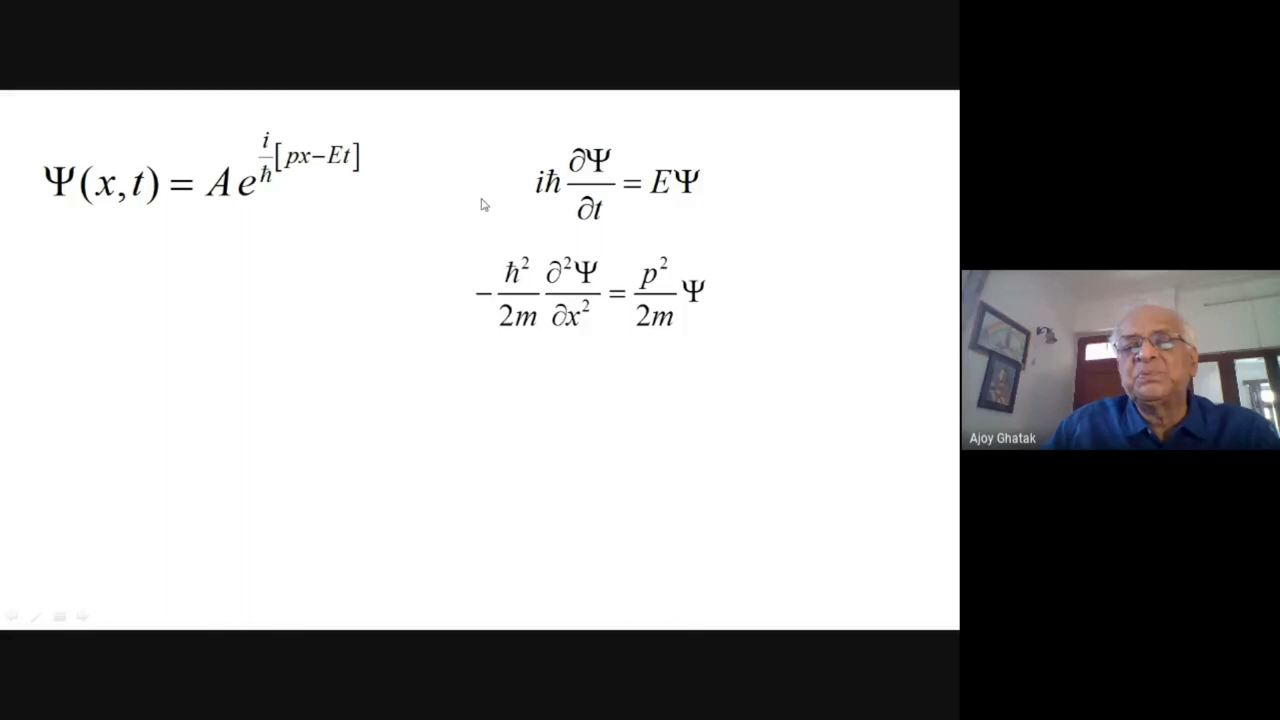 Ψ(x,t) = A e^{i/ħ [px−Et]}
iħ ∂Ψ/∂t = EΨ
− ħ²/2m ∂²Ψ/∂x² = p²/2m Ψ
Ajoy Ghatak